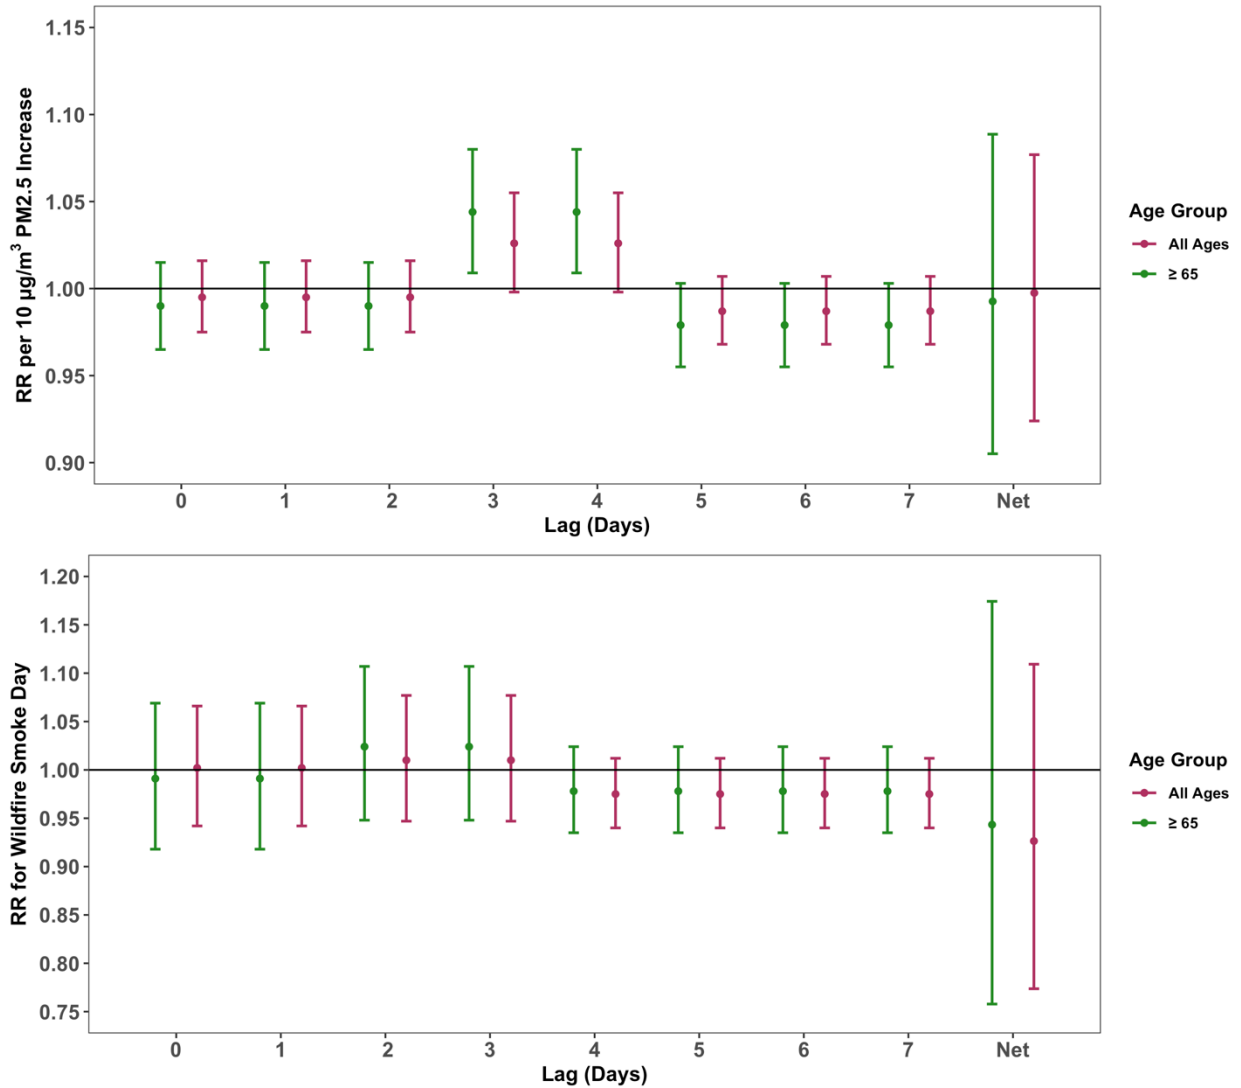 1.15
1.10
1.05
1.00
0.95
0.90
RR per 10 µg/m³ PM2.5 Increase
0 1 2 3 4 5 6 7 Net
Lag (Days)
Age Group
All Ages
≥ 65
1.20
1.15
1.10
1.05
1.00
0.95
0.90
0.85
0.80
0.75
RR for Wildfire Smoke Day
0 1 2 3 4 5 6 7 Net
Lag (Days)
Age Group
All Ages
≥ 65